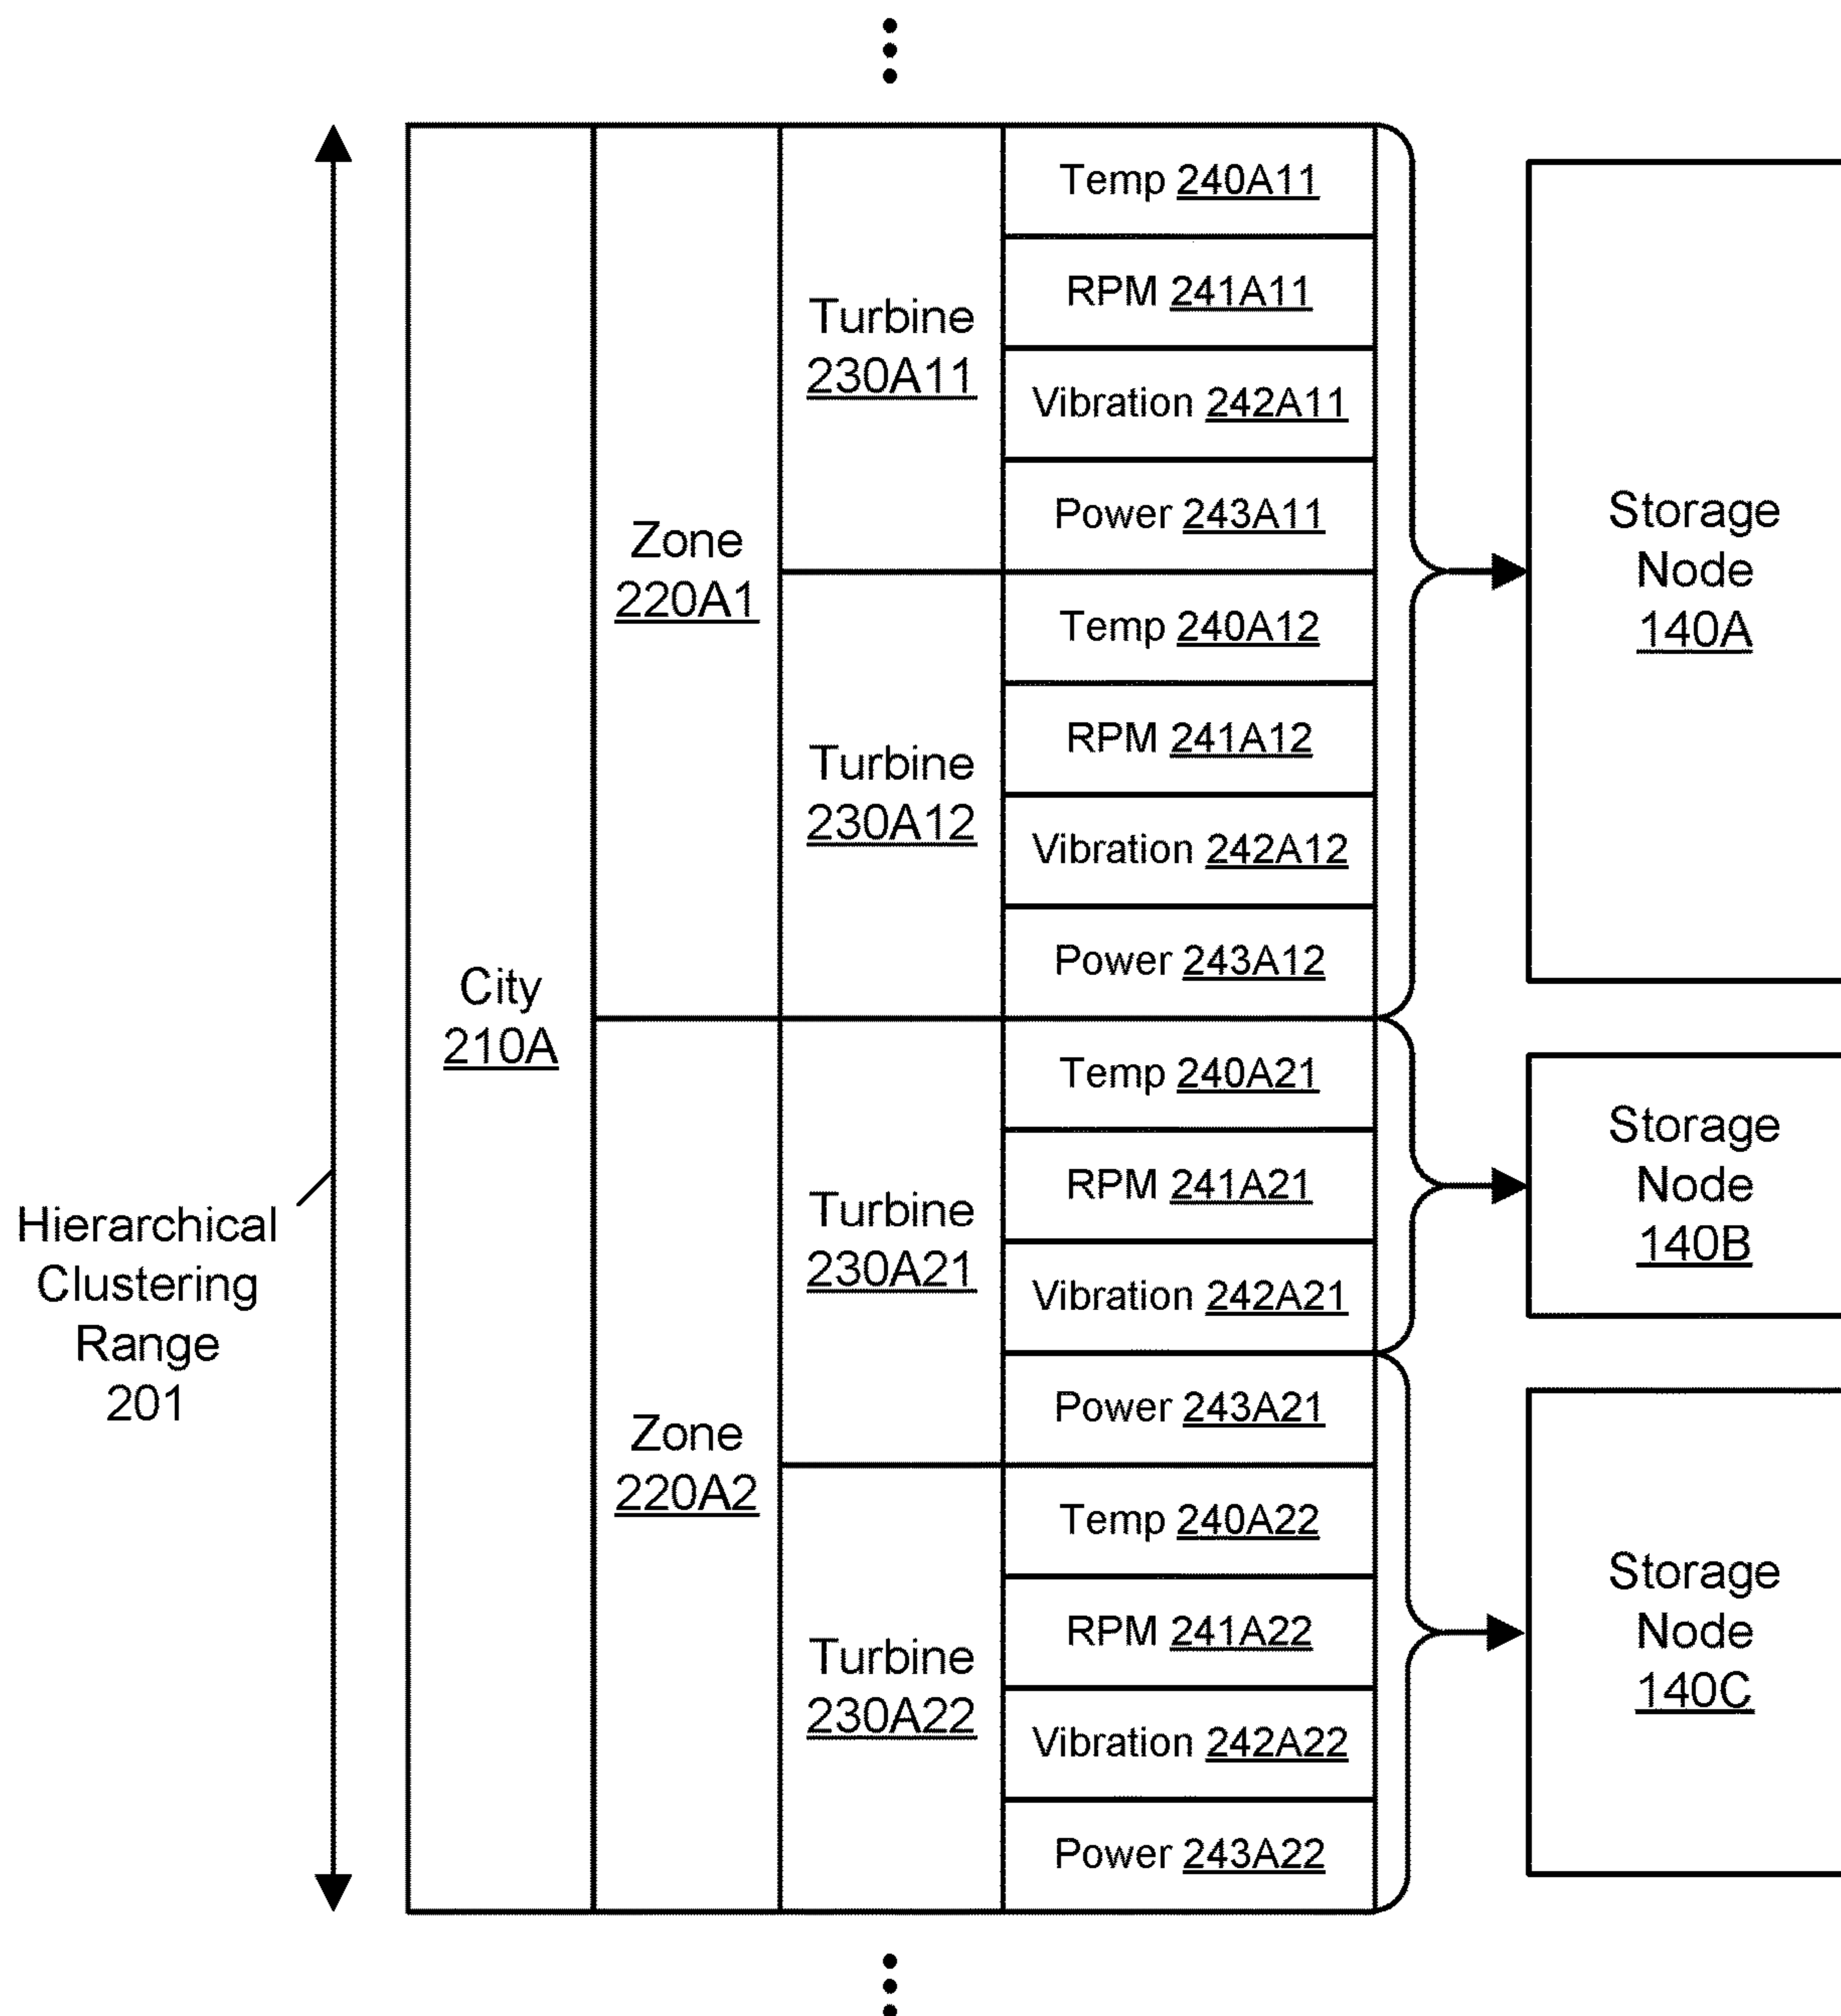 Hierarchical
Clustering
Range
201
City
210A
Zone
220A1
Zone
220A2
Turbine
230A11
Turbine
230A12
Turbine
230A21
Turbine
230A22
Temp 240A11
RPM 241A11
Vibration 242A11
Power 243A11
Temp 240A12
RPM 241A12
Vibration 242A12
Power 243A12
Temp 240A21
RPM 241A21
Vibration 242A21
Power 243A21
Temp 240A22
RPM 241A22
Vibration 242A22
Power 243A22
Storage
Node
140A
Storage
Node
140B
Storage
Node
140C